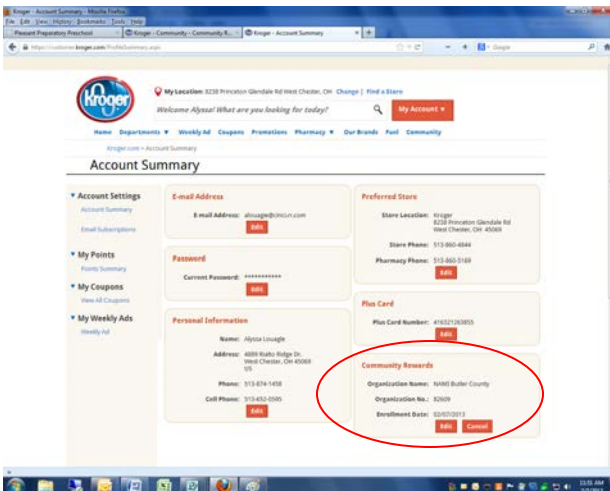 Kroger - Account Summary - Mozilla Firefox
File Edit View History Bookmarks Tools Help
Pleasant Preparatory Preschool
Kroger - Community - Community R...
Kroger - Account Summary
Google
Kroger
My Location: 8238 Princeton Glendale Rd West Chester, OH Change | Find a Store
Welcome Alyssa! What are you looking for today?
My Account
Home Departments Weekly Ad Coupons Promotions Pharmacy Our Brands Fuel Community
Kroger.com > Account Summary
Account Summary
Account Settings
Account Summary
Email Subscriptions
My Points
Points Summary
My Coupons
View All Coupons
My Weekly Ads
Weekly Ad
E-mail Address
E-mail Address:
Edit
Password
Current Password: ***********
Edit
Personal Information
Name: Alyssa Louagie
Address: 4889 Rialto Ridge Dr.
West Chester, OH 45069
US
Phone: 513-874-1458
Cell Phone: 513-652-0595
Edit
Preferred Store
Store Location: Kroger
8238 Princeton Glendale Rd
West Chester, OH 45069
Store Phone: 513-860-4844
Pharmacy Phone: 513-860-5169
Edit
Plus Card
Plus Card Number: 416321263855
Edit
Community Rewards
Organization Name: NAMI Butler County
Organization No.: 82609
Enrollment Date: 02/07/2013
Edit Cancel